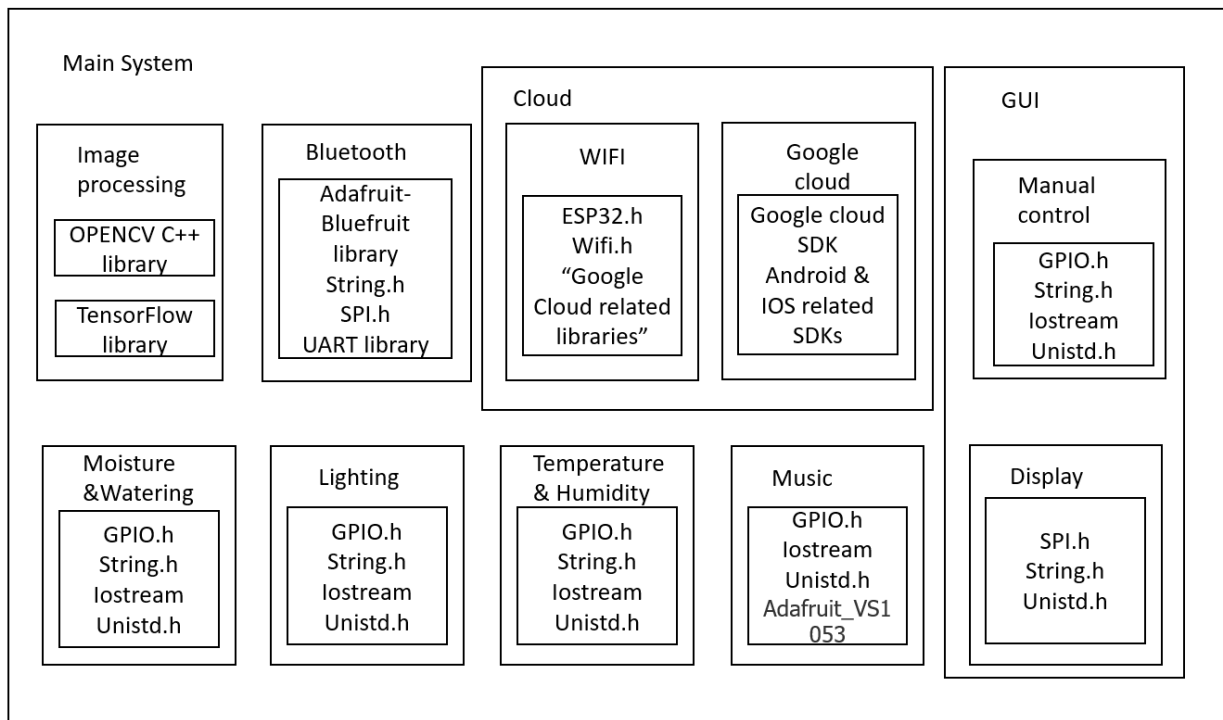 Main System
Image
processing
OPENCV C++
library
TensorFlow
library
Bluetooth
Adafruit-
Bluefruit
library
String.h
SPI.h
UART library
Cloud
WIFI
ESP32.h
Wifi.h
“Google
Cloud related
libraries”
Google
cloud
Google cloud
SDK
Android &
IOS related
SDKs
GUI
Manual
control
GPIO.h
String.h
Iostream
Unistd.h
Moisture
&Watering
GPIO.h
String.h
Iostream
Unistd.h
Lighting
GPIO.h
String.h
Iostream
Unistd.h
Temperature
& Humidity
GPIO.h
String.h
Iostream
Unistd.h
Music
GPIO.h
Iostream
Unistd.h
Adafruit_VS1
053
Display
SPI.h
String.h
Unistd.h